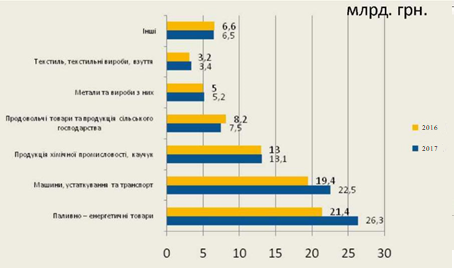 млрд. грн.
Інші
6,6
6,5
Текстиль, текстильні вироби, взуття
3,2
3,4
Метали та вироби з них
5
5,2
Продовольчі товари та продукція сільського
господарства
8,2
7,5
Продукція хімічної промисловості, каучук
13
13,1
Машини, устаткування та транспорт
19,4
22,5
Паливно – енергетичні товари
21,4
26,3
0 5 10 15 20 25 30
2016
2017